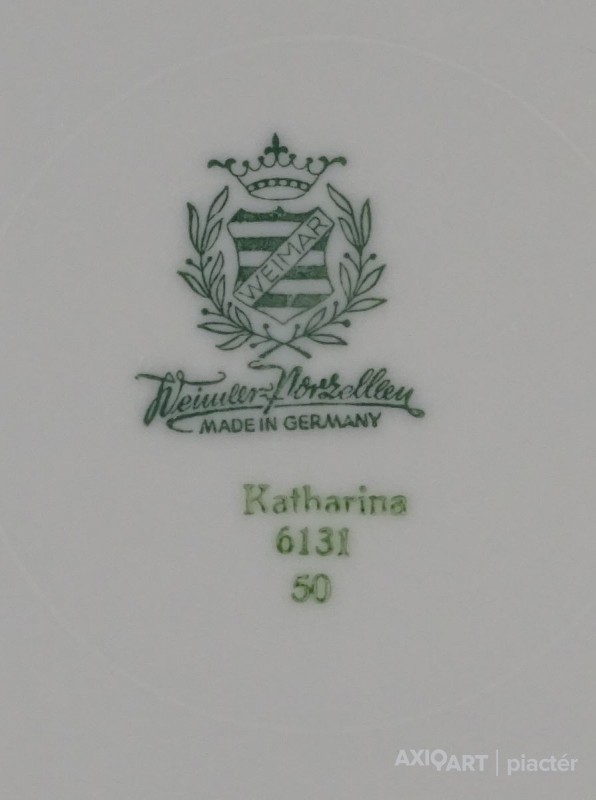 WEIMAR
Weimar-Porzellan
MADE IN GERMANY
Katharina
6131
50
AXIOART | piactér